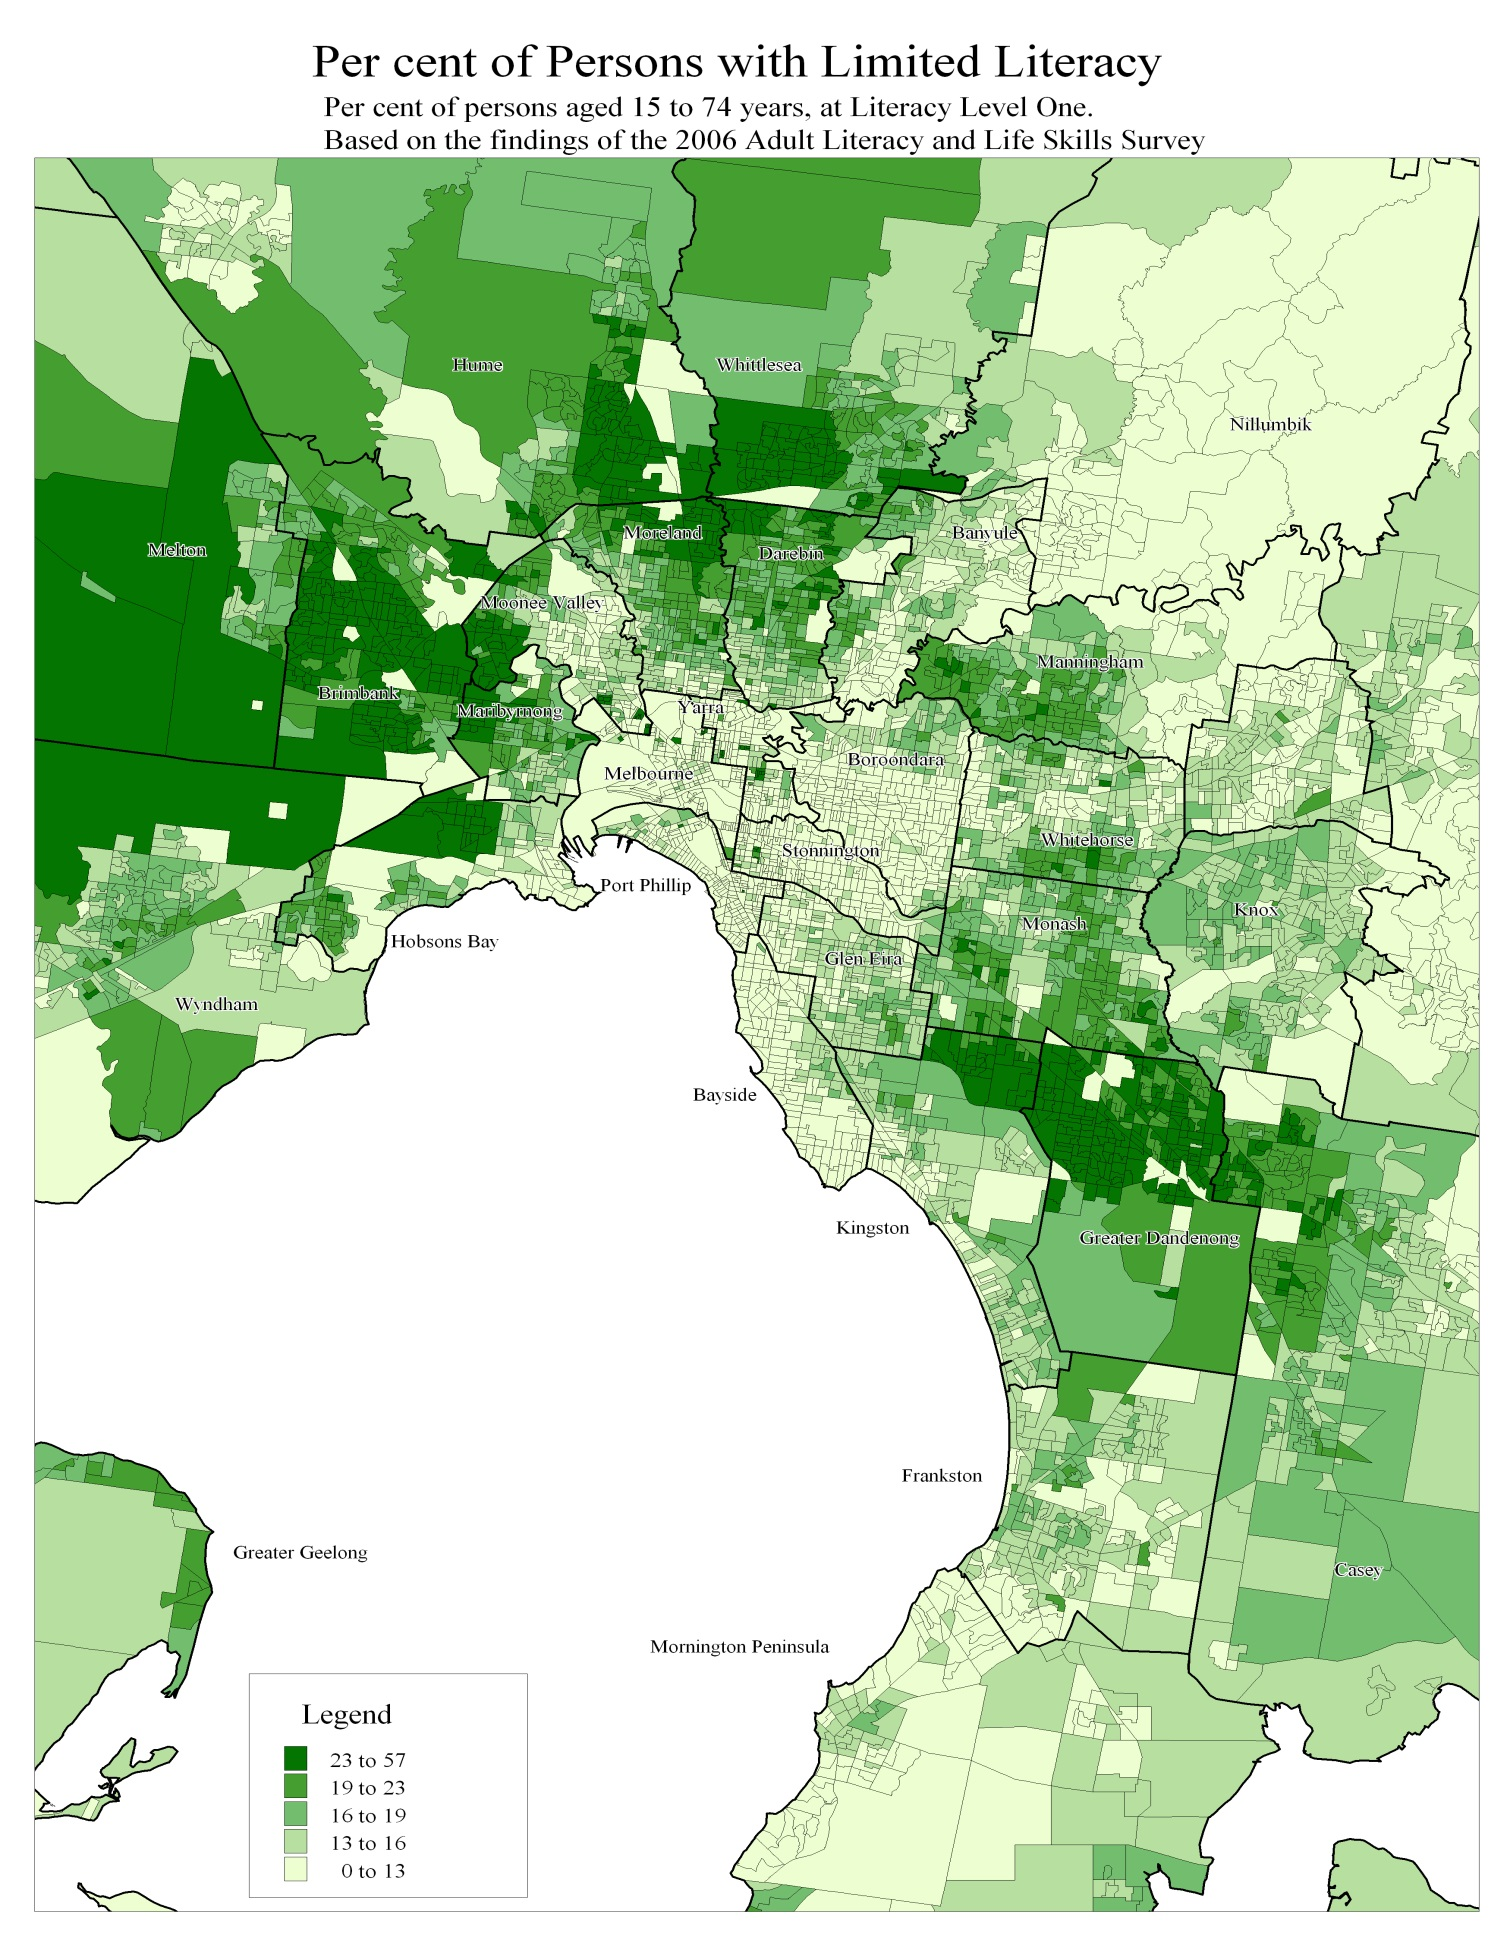 Per cent of Persons with Limited Literacy
Per cent of persons aged 15 to 74 years, at Literacy Level One.
Based on the findings of the 2006 Adult Literacy and Life Skills Survey
Hume
Whittlesea
Nillumbik
Melton
Moreland
Darebin
Banyule
Moonee Valley
Manningham
Brimbank
Maribyrnong
Yarra
Melbourne
Boroondara
Whitehorse
Stonnington
Port Phillip
Knox
Monash
Hobsons Bay
Glen Eira
Wyndham
Bayside
Kingston
Greater Dandenong
Frankston
Greater Geelong
Casey
Mornington Peninsula
Legend
23 to 57
19 to 23
16 to 19
13 to 16
0 to 13